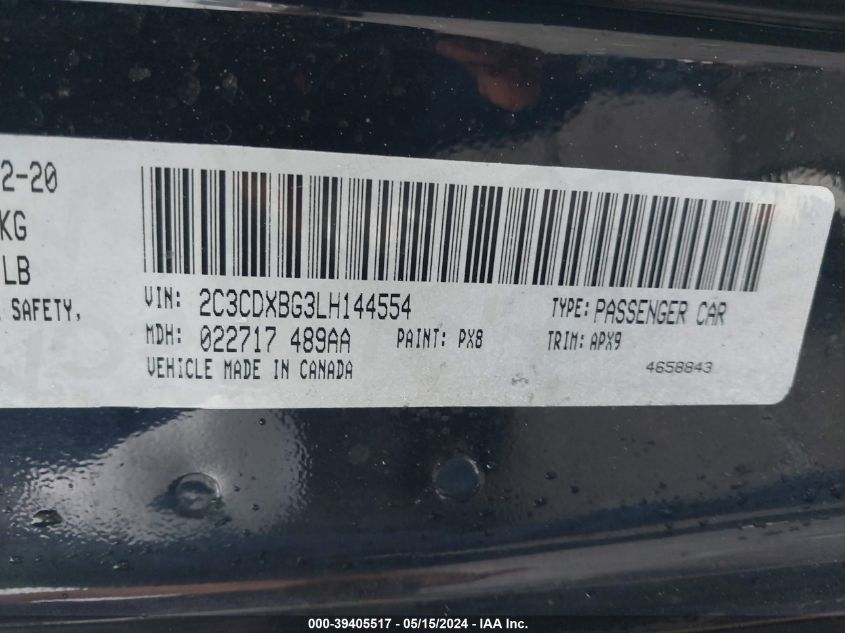 2-20
KG
LB
SAFETY,
VIN: 2C3CDXBG3LH144554
TYPE: PASSENGER CAR
MDH: 022717 489AA
PAINT: PX8
TRIM: APX9
VEHICLE MADE IN CANADA
4658843
000-39405517 - 05/15/2024 - IAA Inc.